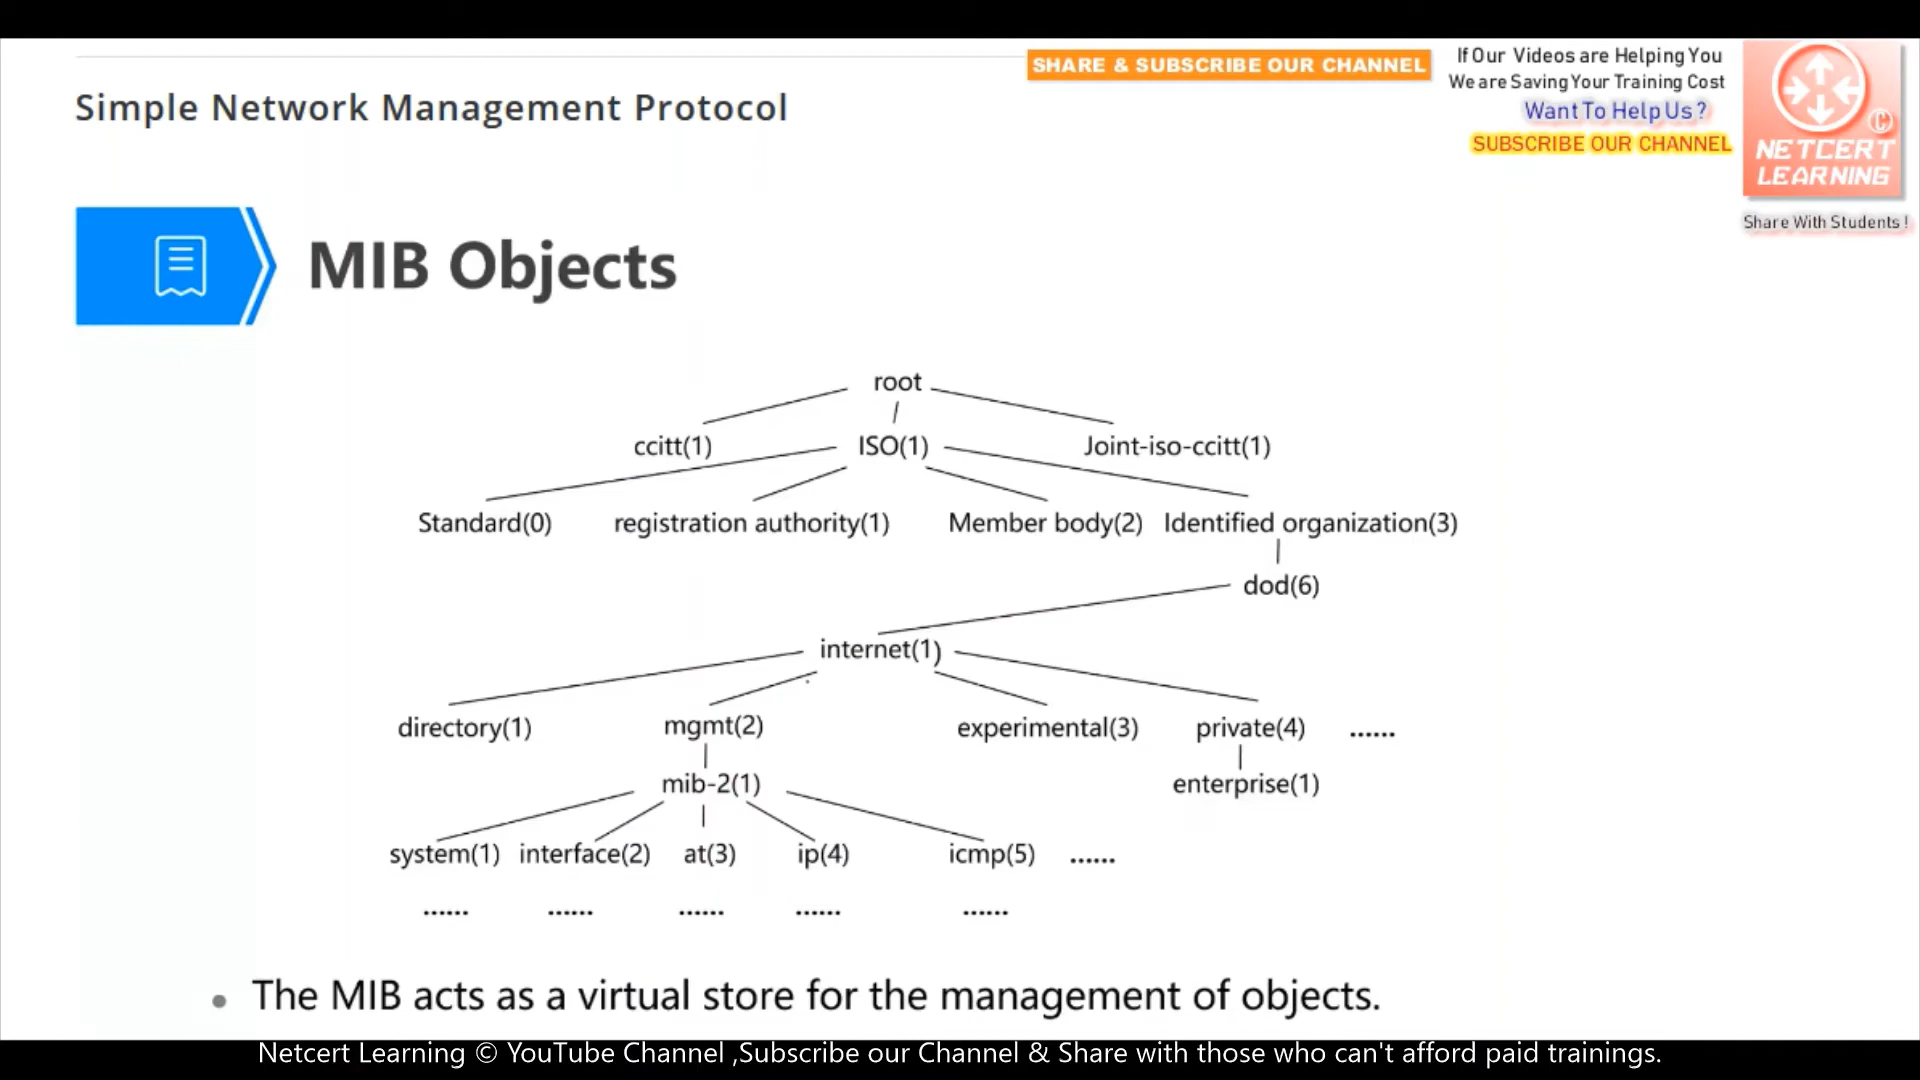 SHARE & SUBSCRIBE OUR CHANNEL
If Our Videos are Helping You
We are Saving Your Training Cost
Want To Help Us ?
SUBSCRIBE OUR CHANNEL
©
NETCERT
LEARNING
Share With Students !
Simple Network Management Protocol
MIB Objects
root
ccitt(1) ISO(1) Joint-iso-ccitt(1)
Standard(0) registration authority(1) Member body(2) Identified organization(3)
dod(6)
internet(1)
directory(1) mgmt(2) experimental(3) private(4) ......
mib-2(1) enterprise(1)
system(1) interface(2) at(3) ip(4) icmp(5) ......
...... ...... ...... ...... ......
• The MIB acts as a virtual store for the management of objects.
Netcert Learning © YouTube Channel ,Subscribe our Channel & Share with those who can't afford paid trainings.